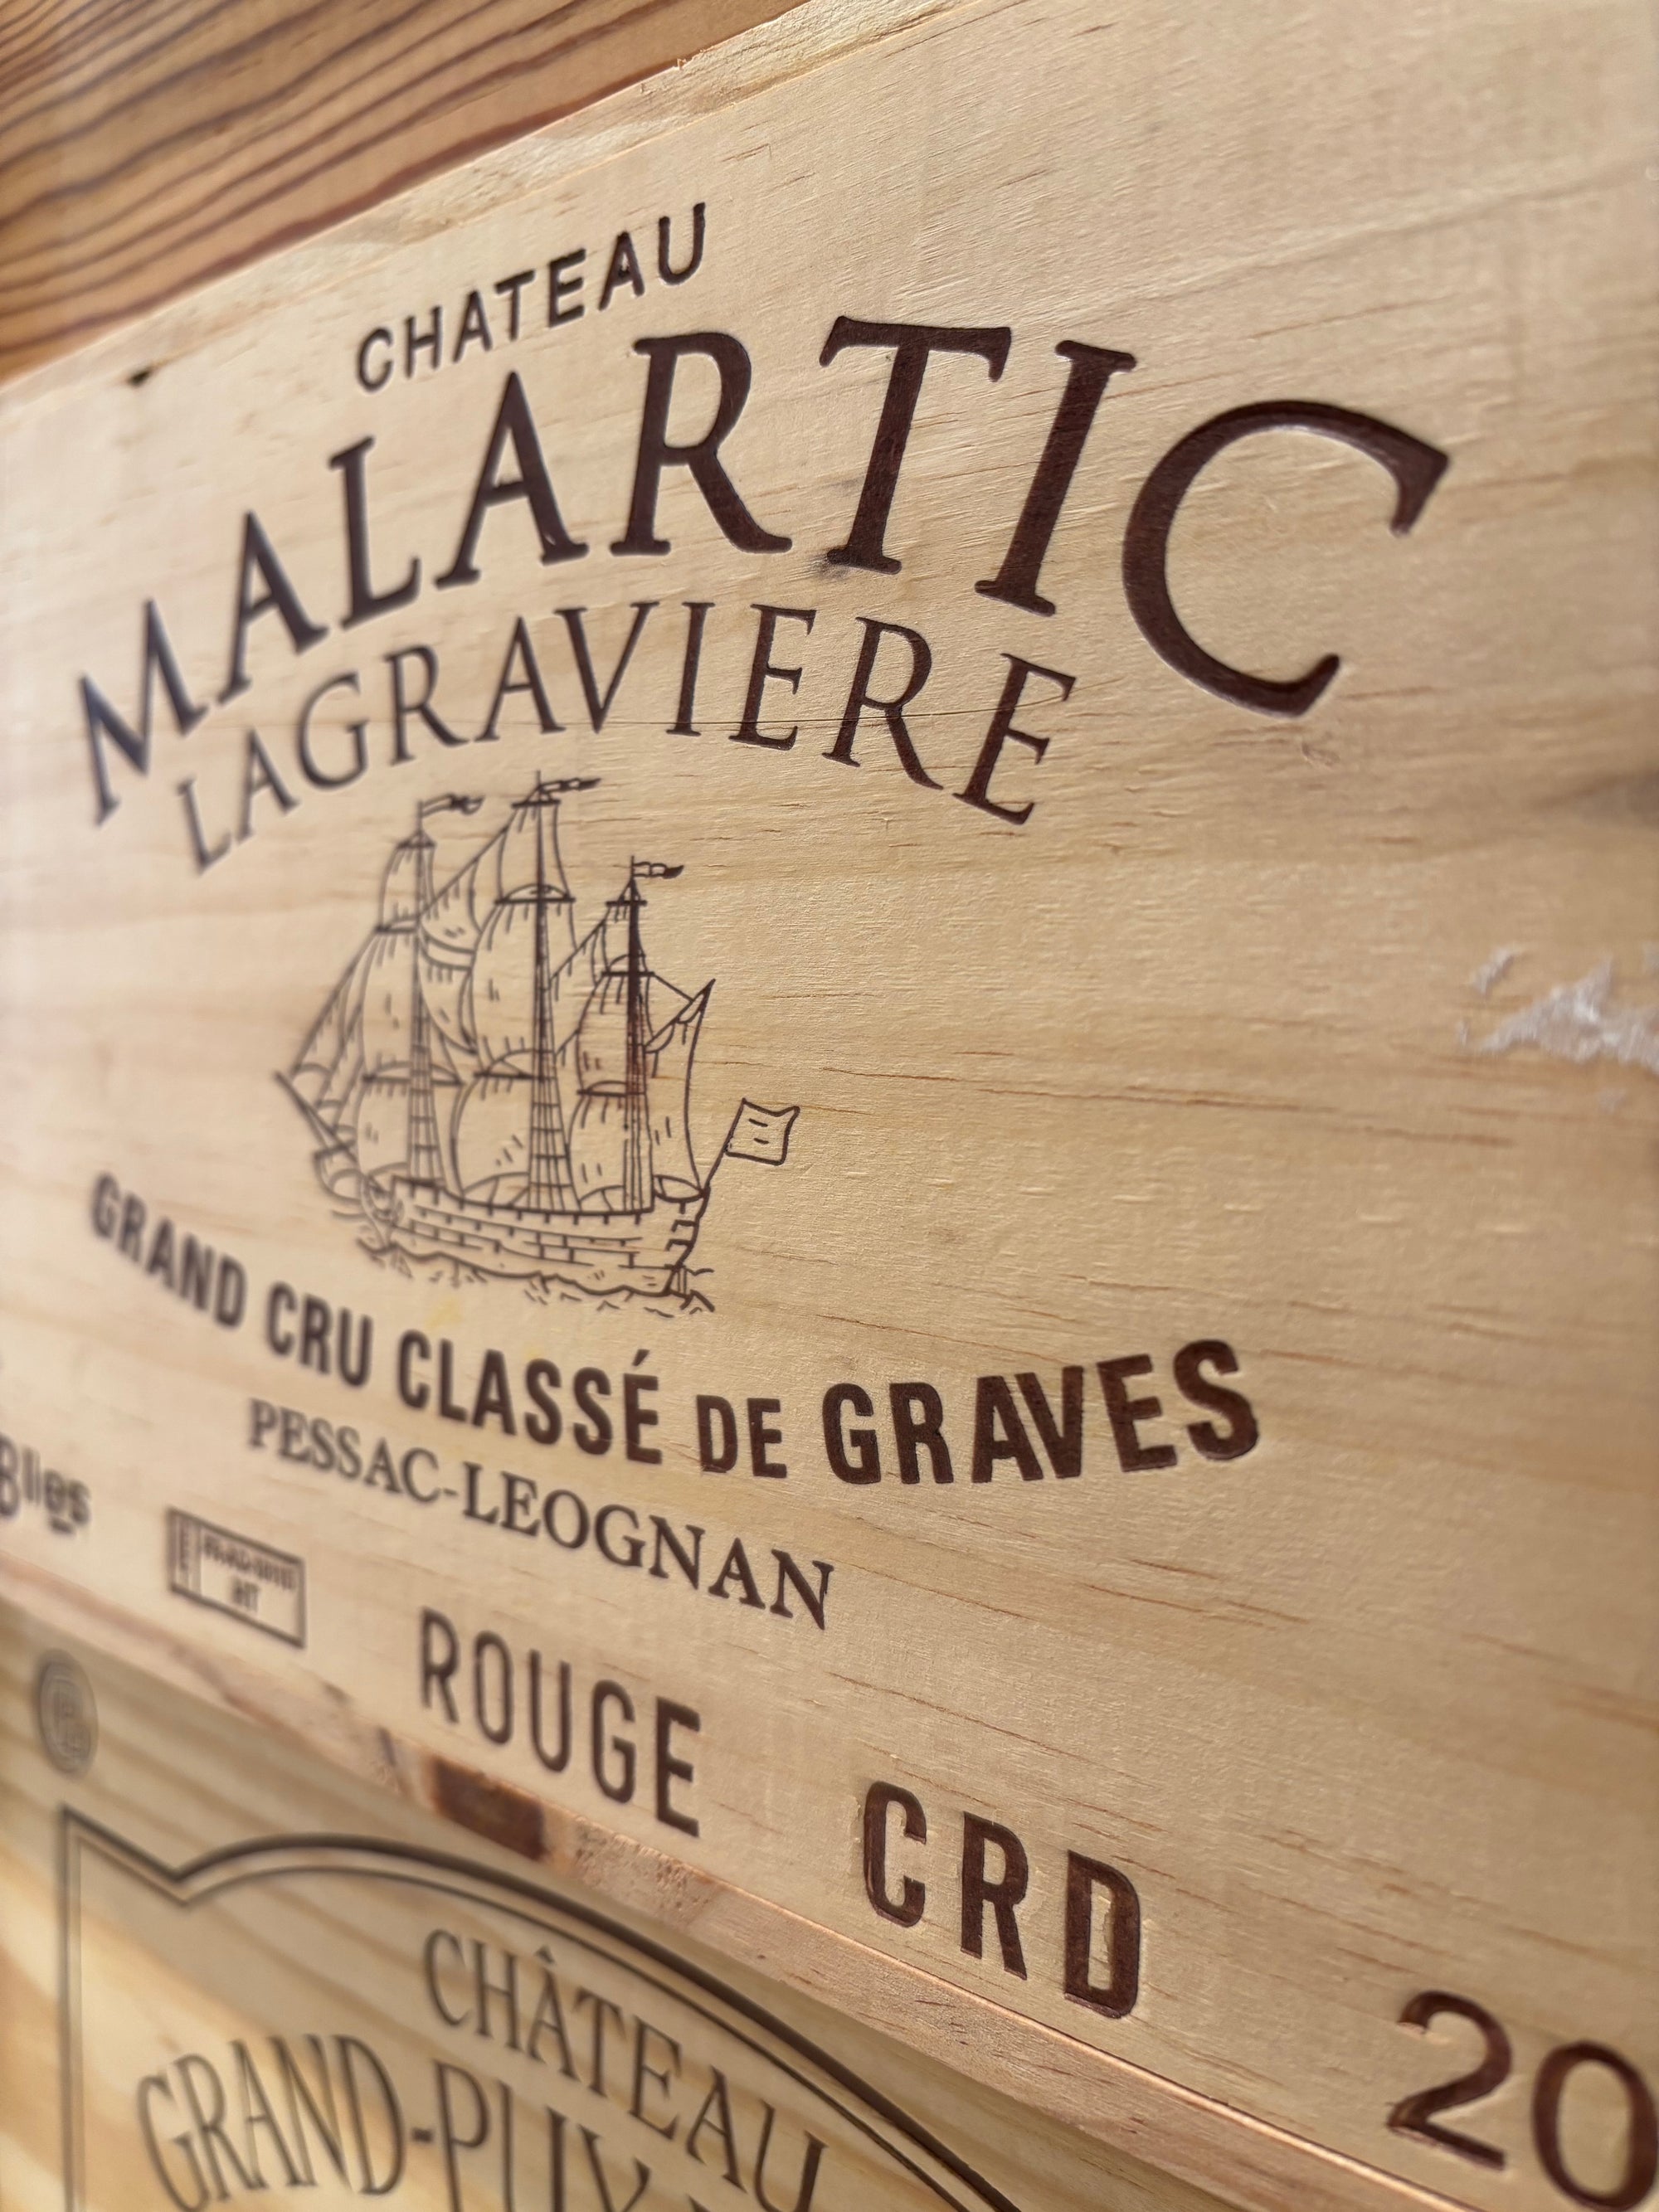 CHATEAU
MALARTIC
LAGRAVIERE
GRAND CRU CLASSÉ DE GRAVES
PESSAC-LEOGNAN
ROUGE CRD 20
CHÂTEAU